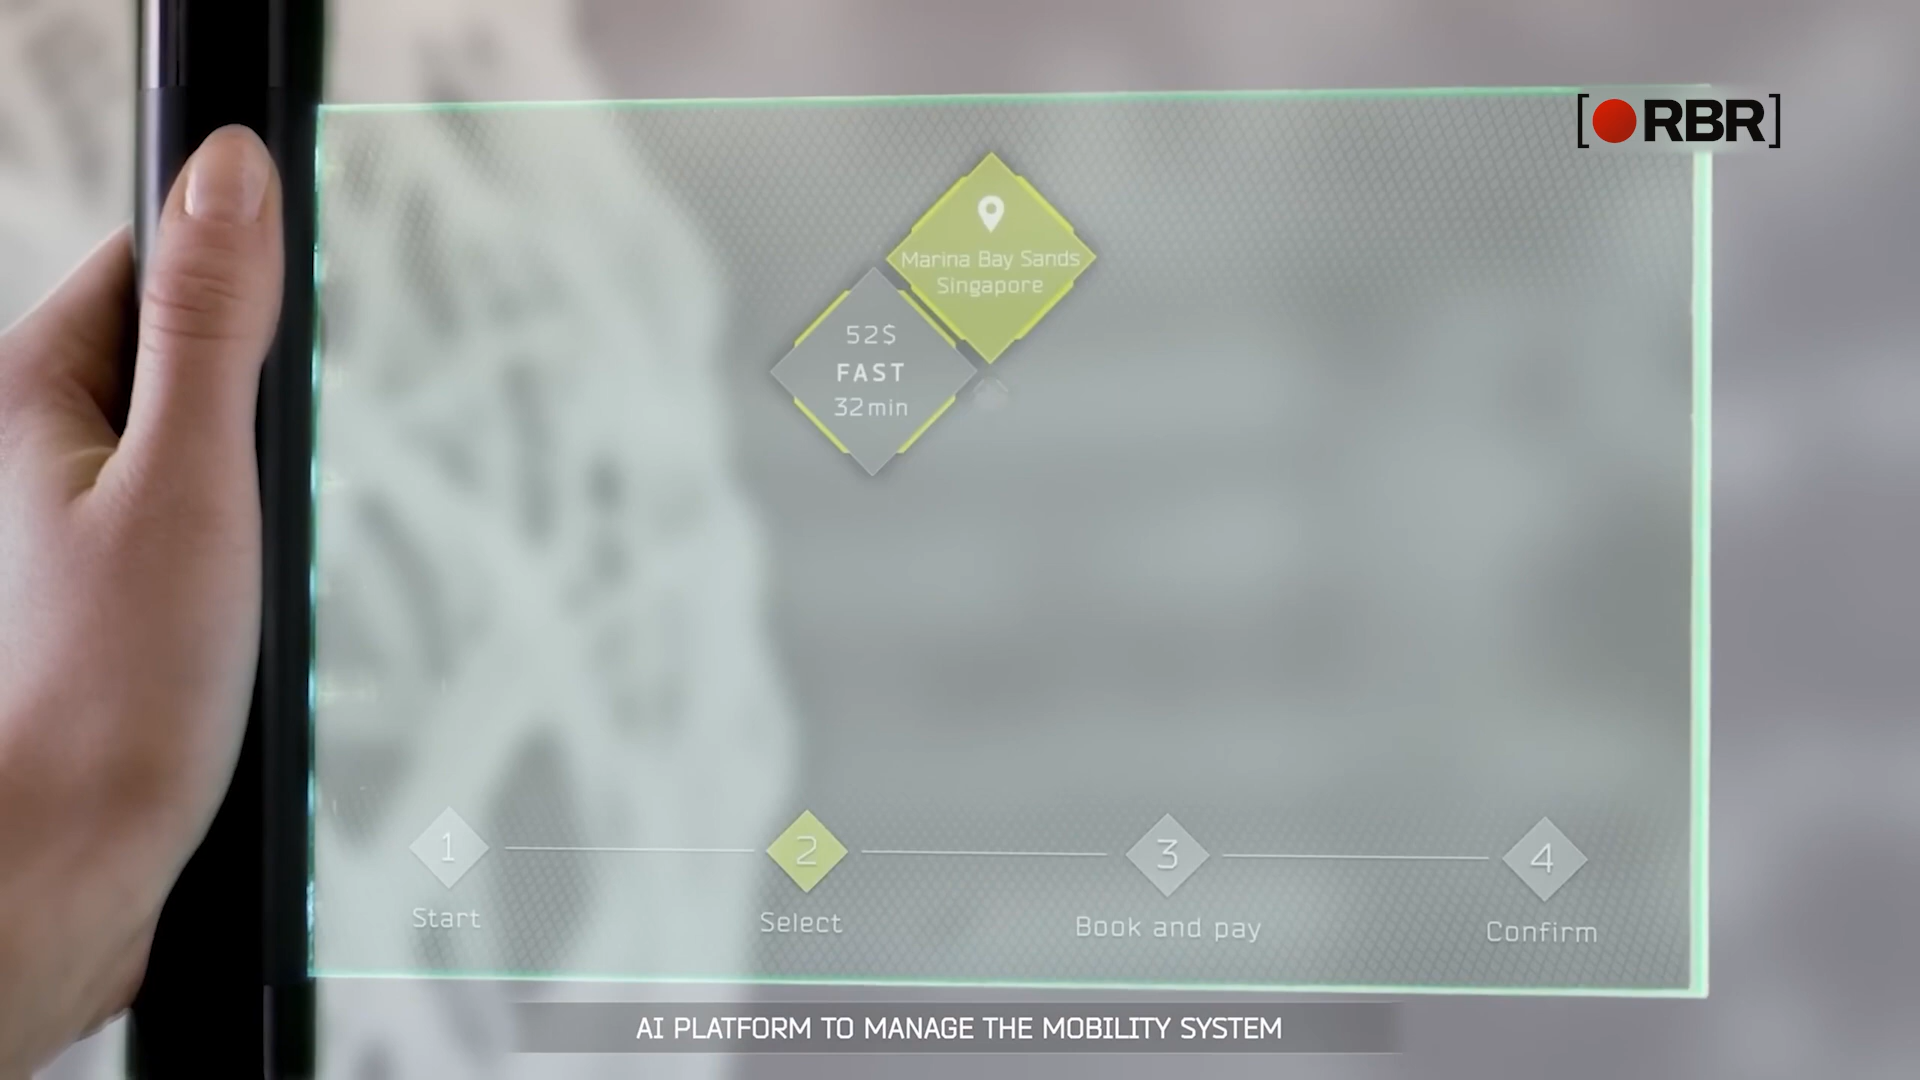 [RBR]
Marina Bay Sands
Singapore
52$
FAST
32min
1
2
3
4
Start
Select
Book and pay
Confirm
AI PLATFORM TO MANAGE THE MOBILITY SYSTEM